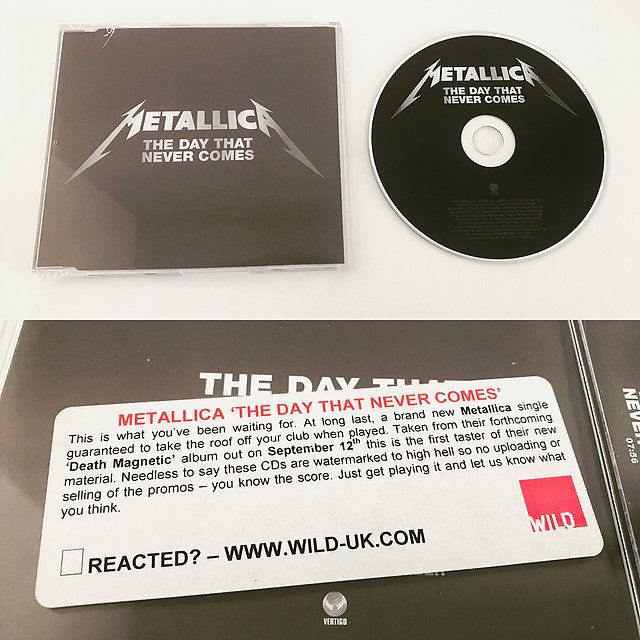 METALLICA
THE DAY THAT
NEVER COMES
METALLICA
THE DAY THAT
NEVER COMES
THE DAY
METALLICA ‘THE DAY THAT NEVER COMES’
This is what you’ve been waiting for. At long last, a brand new Metallica single
guaranteed to take the roof off your club when played. Taken from their forthcoming
‘Death Magnetic’ album out on September 12th this is the first taster of their new
material. Needless to say these CDs are watermarked to high hell so no uploading or
selling of the promos – you know the score. Just get playing it and let us know what
you think.
WILD
REACTED? – WWW.WILD-UK.COM
VERTIGO
NEVE
07:56